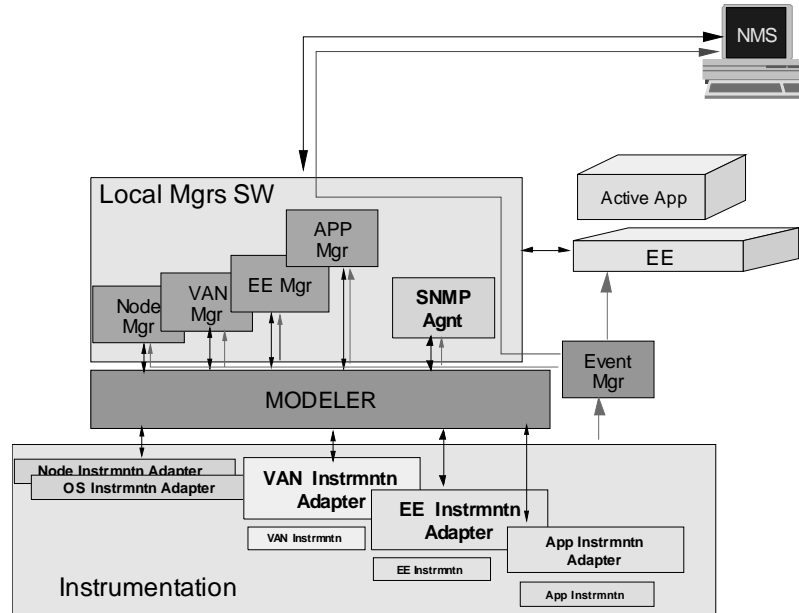 NMS
Local Mgrs SW
Active App
APP
Mgr
EE
EE Mgr
VAN
Mgr
SNMP
Agnt
Node
Mgr
Event
Mgr
MODELER
Node Instrmntn Adapter
OS Instrmntn Adapter
VAN Instrmntn
Adapter
EE Instrmntn
Adapter
VAN Instrmntn
App Instrmntn
Adapter
EE Instrmntn
Instrumentation
App Instrmntn